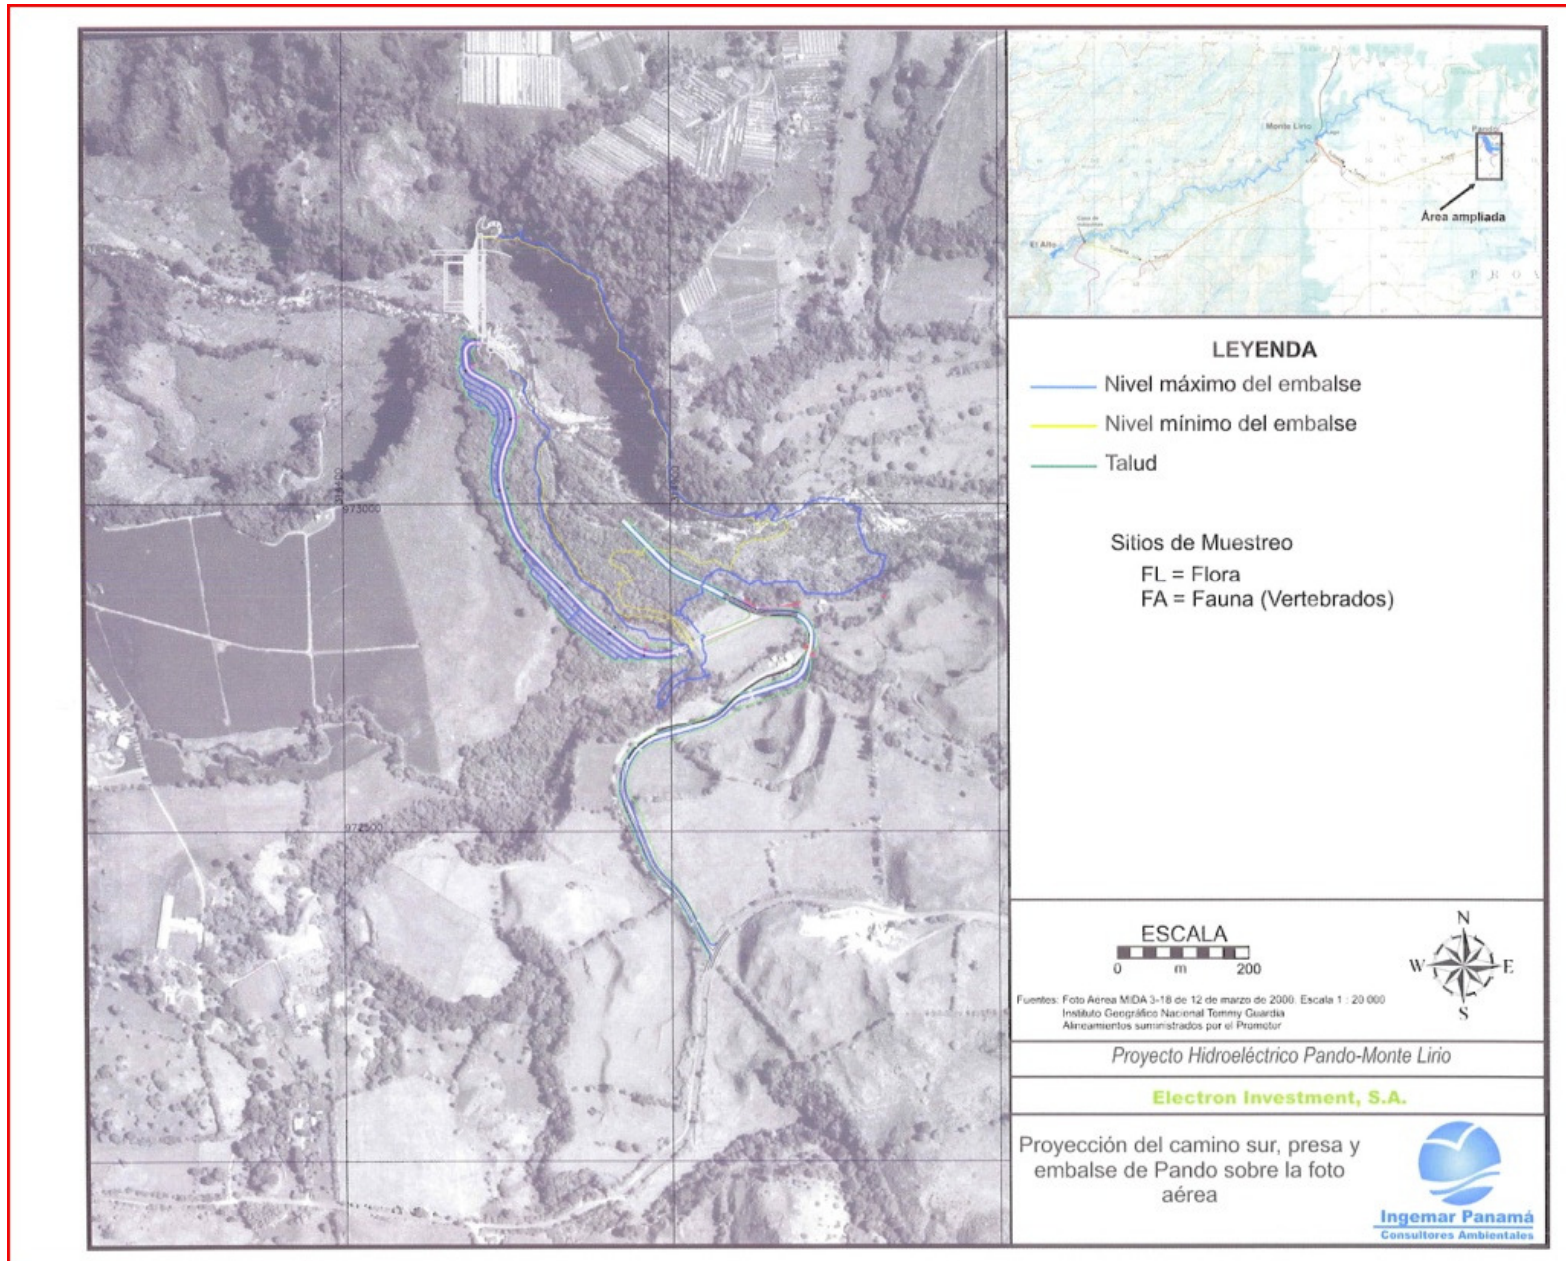 Monte Lirio
Pando
Área ampliada
El Alto
P R O V
LEYENDA
Nivel máximo del embalse
Nivel mínimo del embalse
Talud
Sitios de Muestreo
FL = Flora
FA = Fauna (Vertebrados)
973000
972500
ESCALA
0 m 200
N
W E
S
Fuentes: Foto Aérea MIDA 3-18 de 12 de marzo de 2000. Escala 1 : 20 000
Instituto Geográfico Nacional Tommy Guardia
Alineamientos suministrados por el Promotor
Proyecto Hidroeléctrico Pando-Monte Lirio
Electron Investment, S.A.
Proyección del camino sur, presa y
embalse de Pando sobre la foto
aérea
Ingemar Panamá
Consultores Ambientales